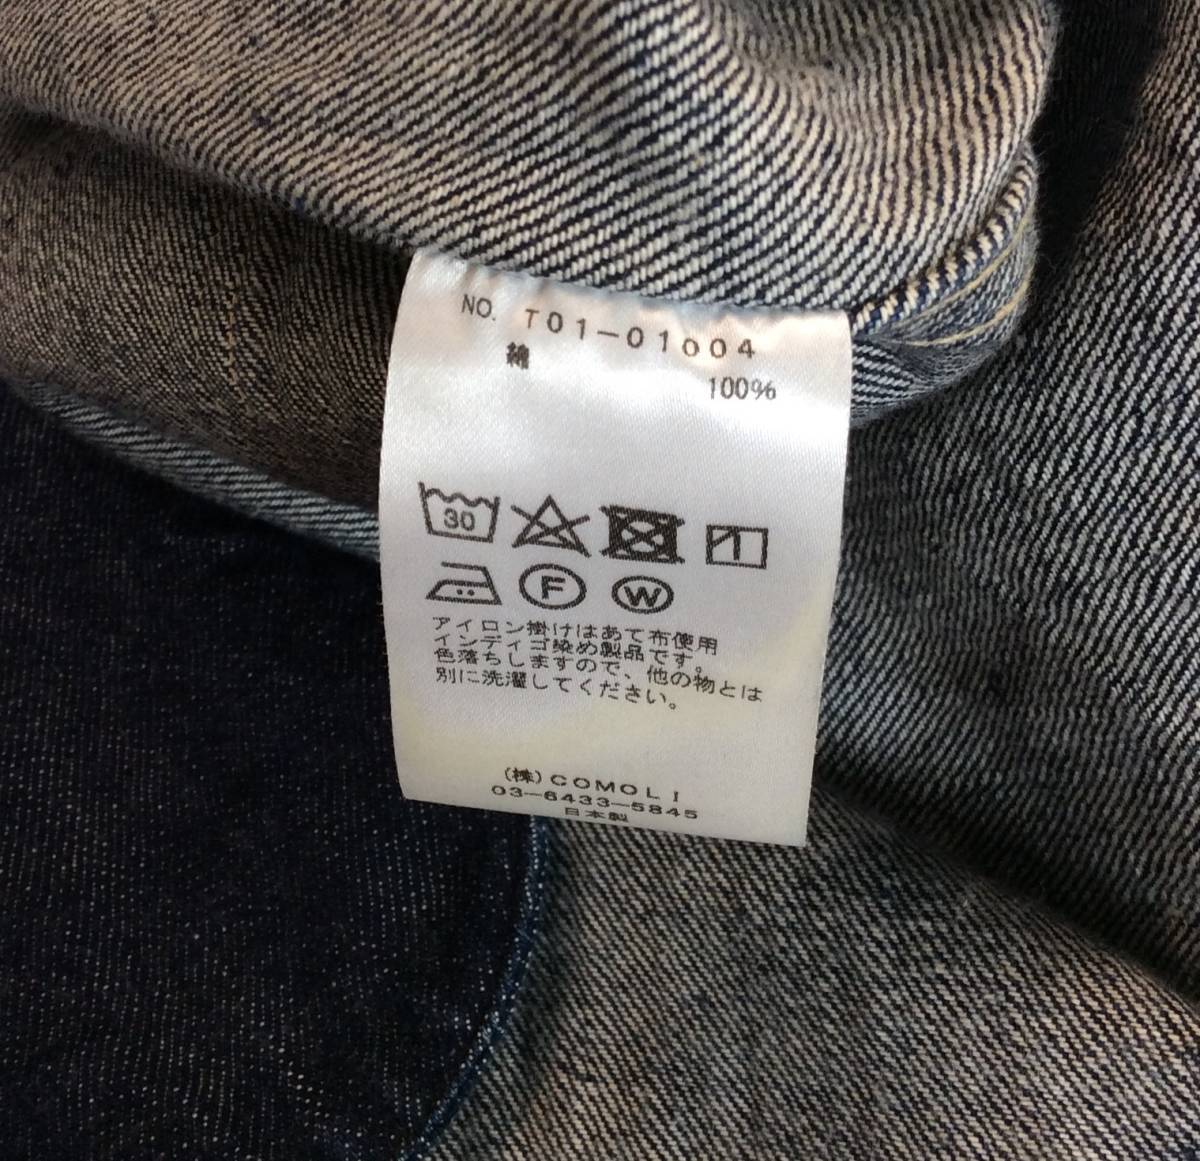 NO. T01-01004
綿 100%
30
F W
アイロン掛けはあて布使用
インディゴ染め製品です。
色落ちしますので、他の物とは
別に洗濯してください。
(株)COMOLI
03-6433-5845
日本製